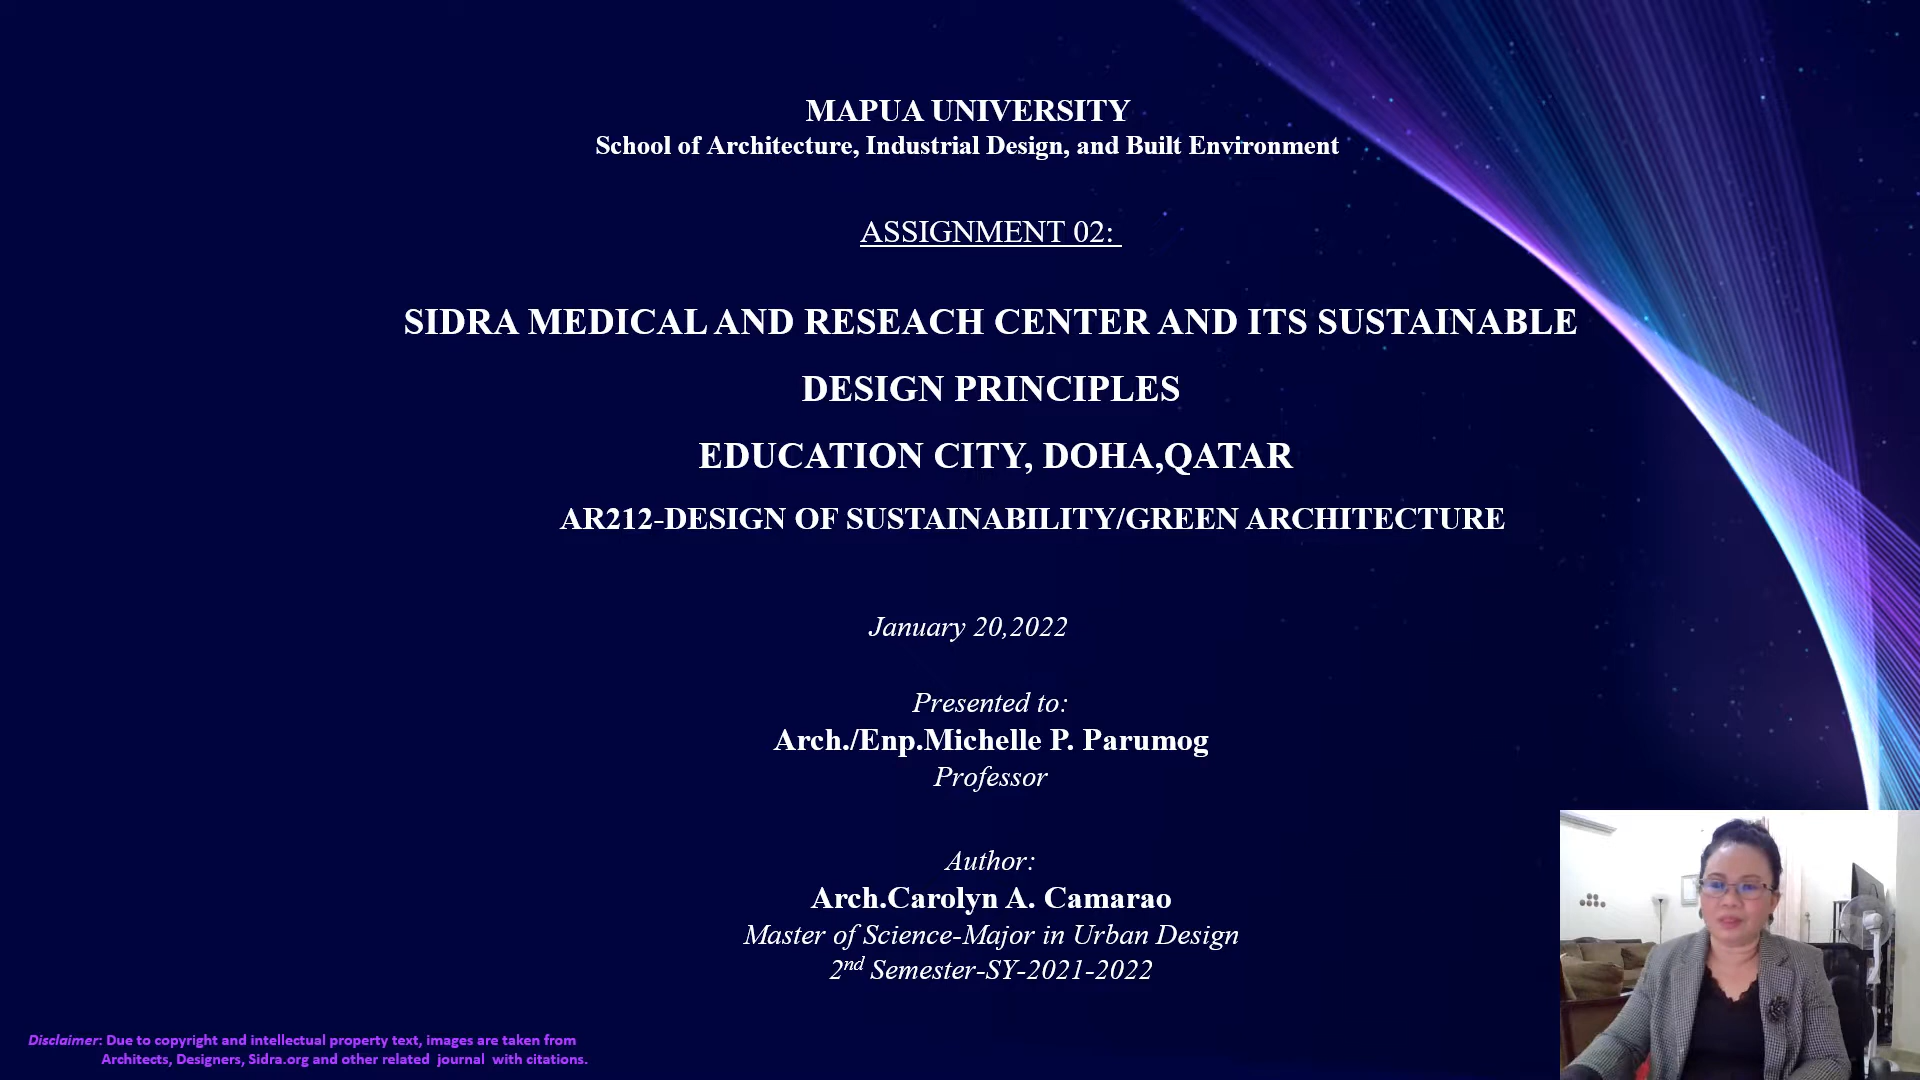 MAPUA UNIVERSITY
School of Architecture, Industrial Design, and Built Environment
ASSIGNMENT 02:
SIDRA MEDICAL AND RESEACH CENTER AND ITS SUSTAINABLE
DESIGN PRINCIPLES
EDUCATION CITY, DOHA,QATAR
AR212-DESIGN OF SUSTAINABILITY/GREEN ARCHITECTURE
January 20,2022
Presented to:
Arch./Enp.Michelle P. Parumog
Professor
Author:
Arch.Carolyn A. Camarao
Master of Science-Major in Urban Design
2nd Semester-SY-2021-2022
Disclaimer: Due to copyright and intellectual property text, images are taken from
Architects, Designers, Sidra.org and other related journal with citations.